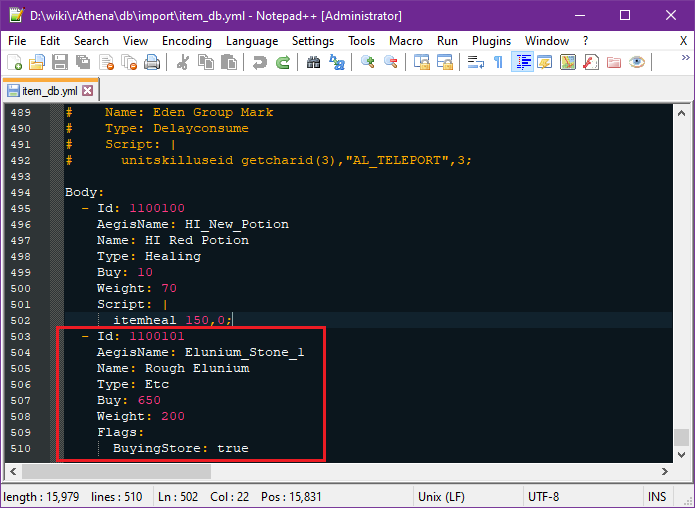 D:\wiki\rAthena\db\import\item_db.yml - Notepad++ [Administrator]
File Edit Search View Encoding Language Settings Tools Macro Run Plugins Window ? X
item_db.yml
489 #    Name: Eden Group Mark
490 #    Type: Delayconsume
491 #    Script: |
492 #      unitskilluseid getcharid(3),"AL_TELEPORT",3;
493
494 Body:
495   - Id: 1100100
496     AegisName: HI_New_Potion
497     Name: HI Red Potion
498     Type: Healing
499     Buy: 10
500     Weight: 70
501     Script: |
502       itemheal 150,0;
503   - Id: 1100101
504     AegisName: Elunium_Stone_1
505     Name: Rough Elunium
506     Type: Etc
507     Buy: 650
508     Weight: 200
509     Flags:
510       BuyingStore: true
length : 15,979 lines : 510 Ln : 502 Col : 22 Pos : 15,831 Unix (LF) UTF-8 INS